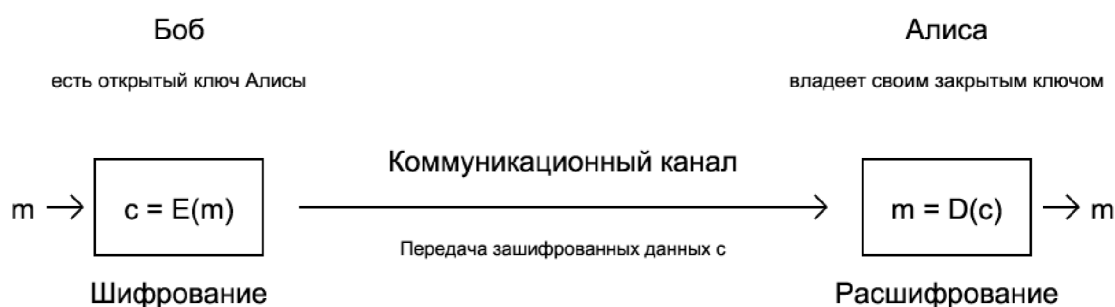 Боб
Алиса
есть открытый ключ Алисы
владеет своим закрытым ключом
Коммуникационный канал
m
c = E(m)
m = D(c)
m
Передача зашифрованных данных c
Шифрование
Расшифрование